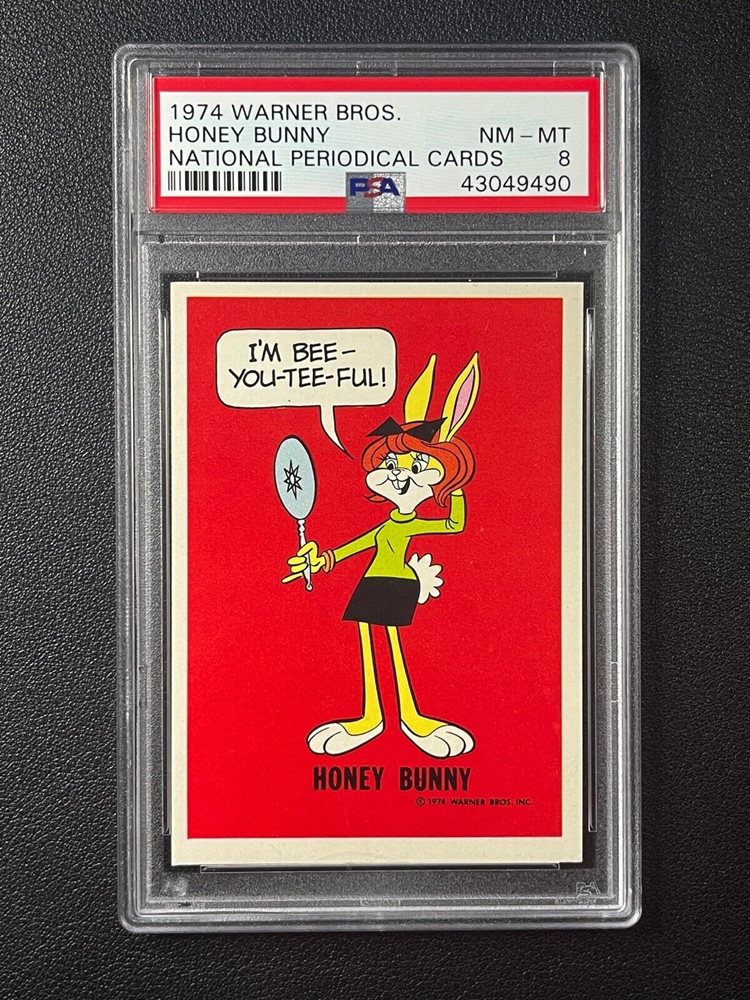 1974 WARNER BROS.
HONEY BUNNY NM – MT
NATIONAL PERIODICAL CARDS 8
PSA 43049490
I'M BEE –
YOU-TEE-FUL!
HONEY BUNNY
© 1974 WARNER BROS. INC.